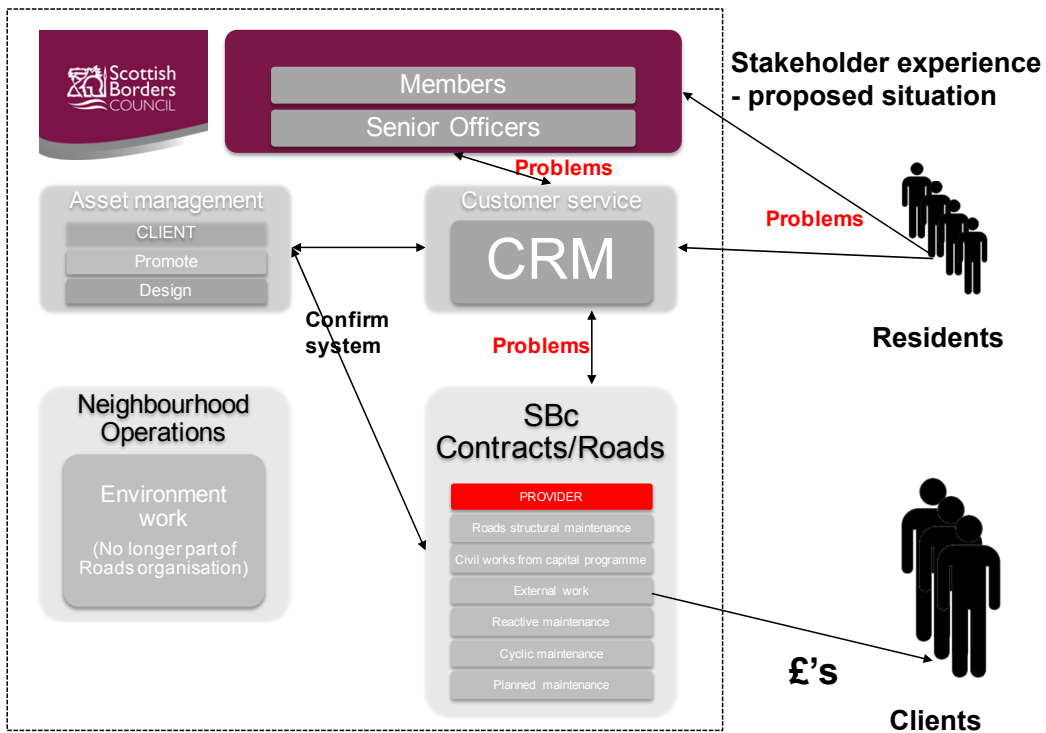 Scottish
Borders
COUNCIL
Members
Senior Officers
Stakeholder experience
- proposed situation
Problems
Asset management
CLIENT
Promote
Design
Customer service
CRM
Problems
Residents
Confirm
system
Problems
Neighbourhood
Operations
Environment
work
(No longer part of
Roads organisation)
SBc
Contracts/Roads
PROVIDER
Roads structural maintenance
Civil works from capital programme
External work
Reactive maintenance
Cyclic maintenance
Planned maintenance
£'s
Clients